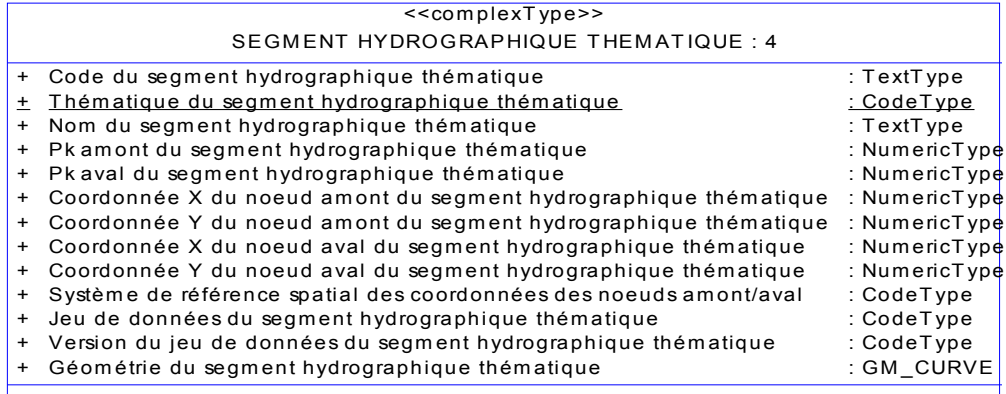 <<complexType>>
SEGMENT HYDROGRAPHIQUE THEMATIQUE : 4
+ Code du segment hydrographique thématique : TextType
+ Thématique du segment hydrographique thématique : CodeType
+ Nom du segment hydrographique thématique : TextType
+ Pk amont du segment hydrographique thématique : NumericType
+ Pk aval du segment hydrographique thématique : NumericType
+ Coordonnée X du noeud amont du segment hydrographique thématique : NumericType
+ Coordonnée Y du noeud amont du segment hydrographique thématique : NumericType
+ Coordonnée X du noeud aval du segment hydrographique thématique : NumericType
+ Coordonnée Y du noeud aval du segment hydrographique thématique : NumericType
+ Système de référence spatial des coordonnées des noeuds amont/aval : CodeType
+ Jeu de données du segment hydrographique thématique : CodeType
+ Version du jeu de données du segment hydrographique thématique : CodeType
+ Géométrie du segment hydrographique thématique : GM_CURVE